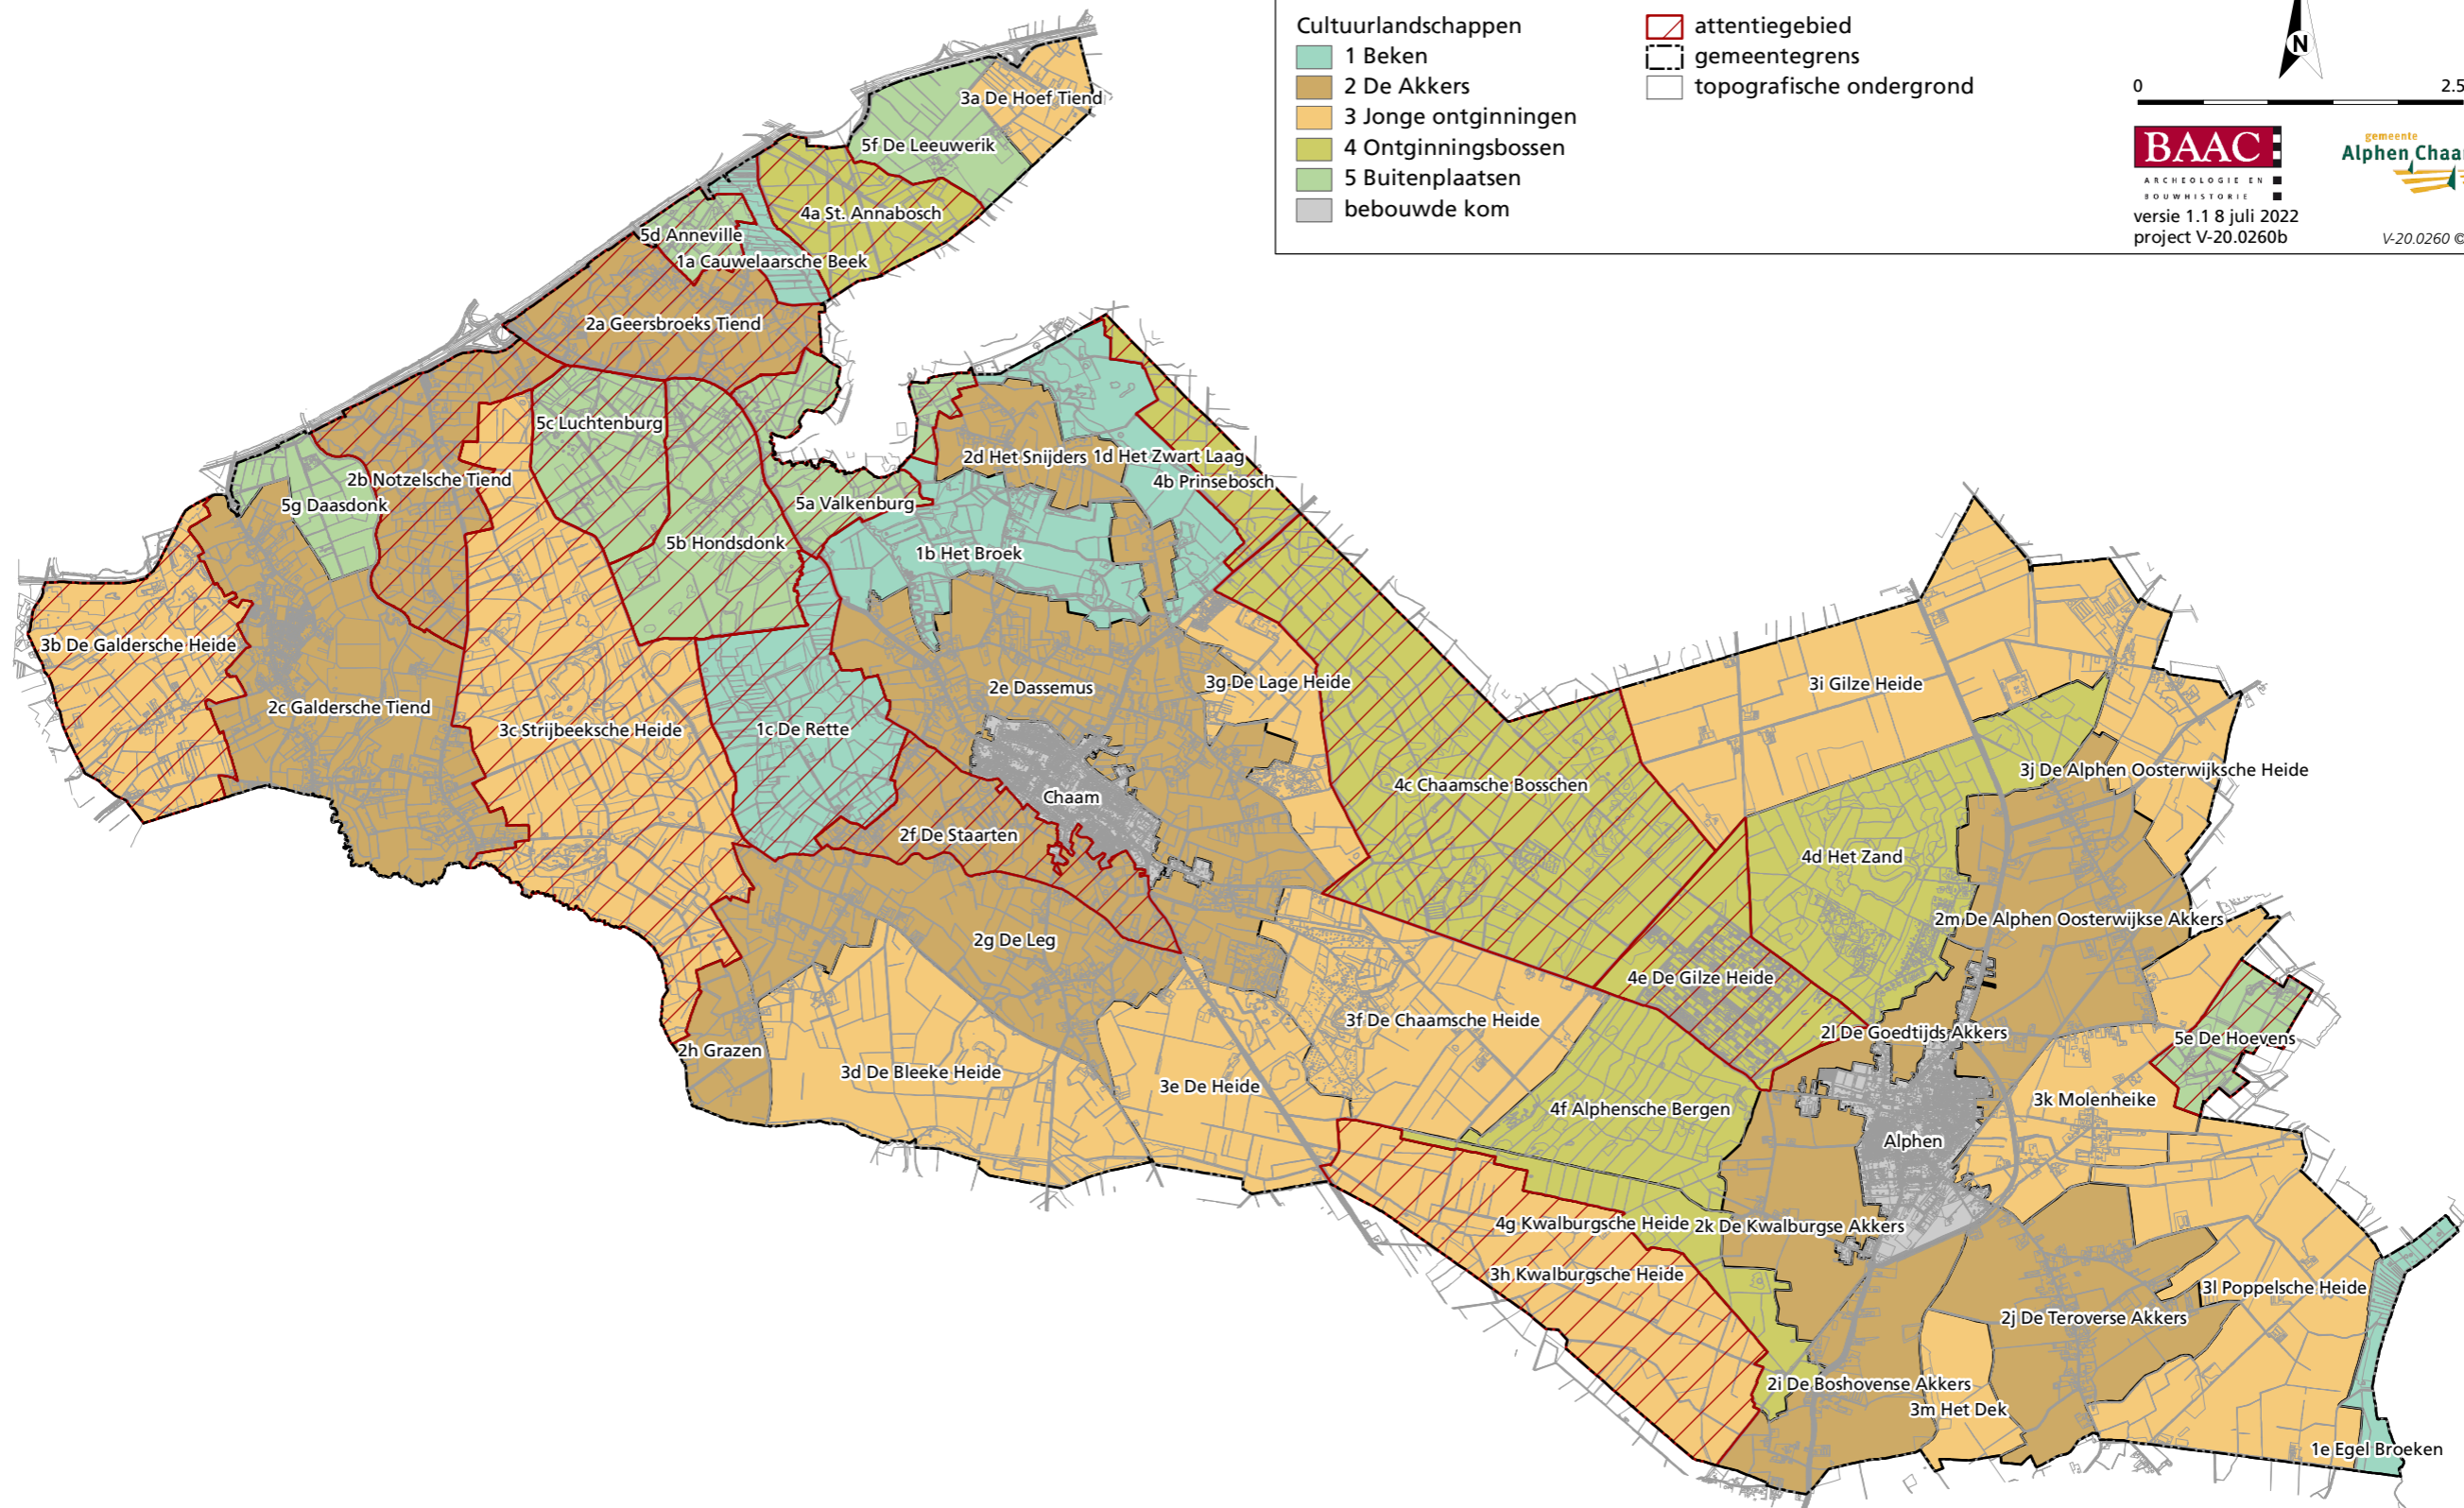 Cultuurlandschappen
1 Beken
2 De Akkers
3 Jonge ontginningen
4 Ontginningsbossen
5 Buitenplaatsen
bebouwde kom
attentiegebied
gemeentegrens
topografische ondergrond
N
0 2.5
BAAC
ARCHEOLOGIE EN
BOUWHISTORIE
versie 1.1 8 juli 2022
project V-20.0260b
gemeente
Alphen Chaa
V-20.0260 ©
3a De Hoef Tiend
5f De Leeuwerik
4a St. Annabosch
5d Anneville
1a Cauwelaarsche Beek
2a Geersbroeks Tiend
5c Luchtenburg
2d Het Snijders
1d Het Zwart Laag
2b Notzelsche Tiend
4b Prinsebosch
5g Daasdonk
5a Valkenburg
5b Hondsdonk
1b Het Broek
3b De Galdersche Heide
3g De Lage Heide
3i Gilze Heide
2e Dassemus
2c Galdersche Tiend
3c Strijbeeksche Heide
1c De Rette
3j De Alphen Oosterwijksche Heide
4c Chaamsche Bosschen
Chaam
2f De Staarten
4d Het Zand
2m De Alphen Oosterwijkse Akkers
2g De Leg
4e De Gilze Heide
3f De Chaamsche Heide
2l De Goedtijds Akkers
5e De Hoevens
2h Grazen
3d De Bleeke Heide
3e De Heide
3k Molenheike
4f Alphensche Bergen
Alphen
4g Kwalburgsche Heide
2k De Kwalburgse Akkers
3h Kwalburgsche Heide
3l Poppelsche Heide
2j De Teroverse Akkers
2i De Boshovense Akkers
3m Het Dek
1e Egel Broeken